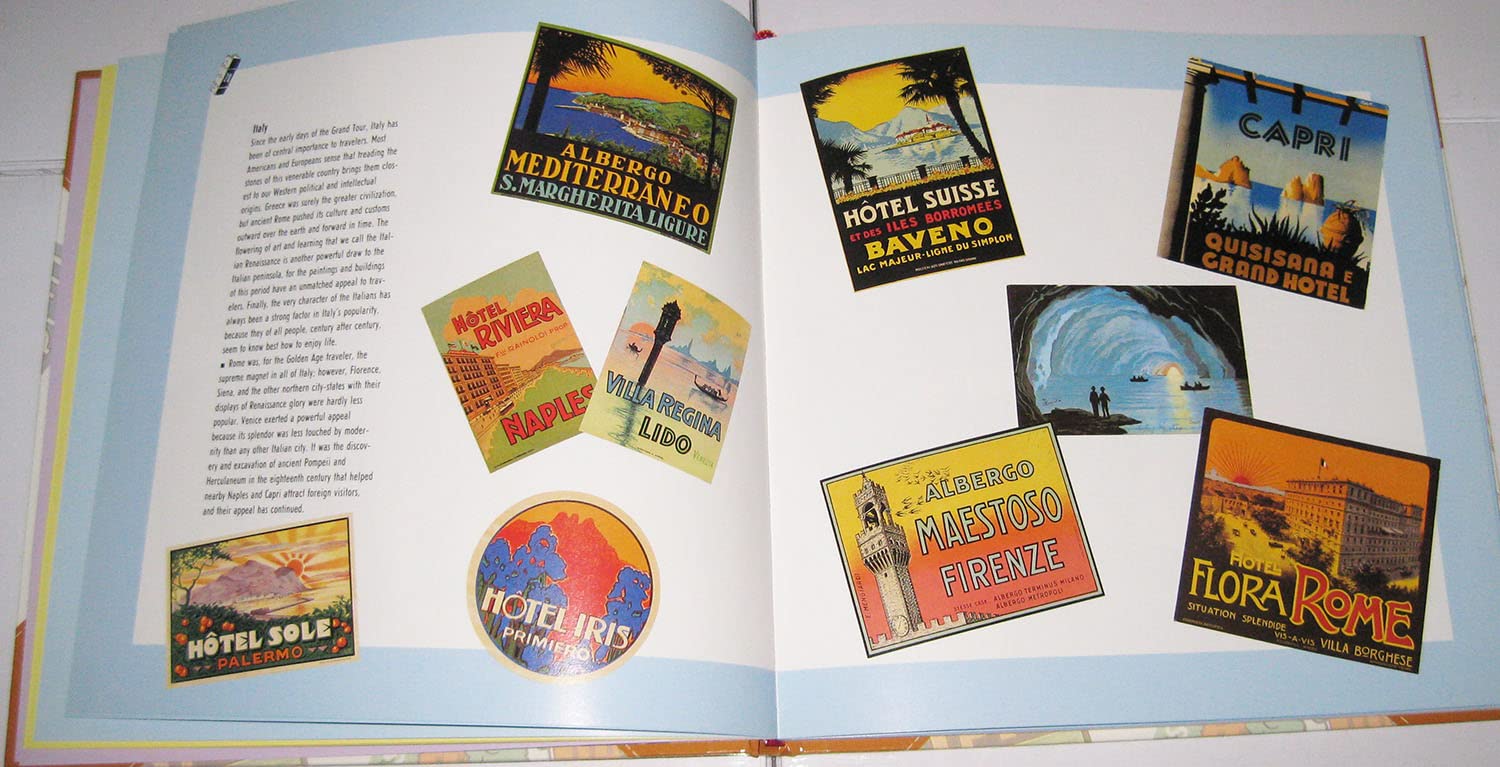 Italy
Since the early days of the Grand Tour, Italy has
been of central importance to travelers. Most
Americans and Europeans sense that treading the
stones of this venerable country brings them clos-
est to our Western political and intellectual
origins. Greece was surely the greater civilization,
but ancient Rome pushed its culture and customs
outward over the earth and forward in time. The
flowering of art and learning that we call the Ital-
ian Renaissance is another powerful draw to the
Italian peninsula, for the paintings and buildings
of this period have an unmatched appeal to trav-
elers. Finally, the very character of the Italians has
always been a strong factor in Italy's popularity,
because they of all people, century after century,
seem to know best how to enjoy life.
■ Rome was, for the Golden Age traveler, the
supreme magnet in all of Italy; however, Florence,
Siena, and the other northern city-states with their
displays of Renaissance glory were hardly less
popular. Venice exerted a powerful appeal
because its splendor was less touched by moder-
nity than any other Italian city. It was the discov-
ery and excavation of ancient Pompeii and
Herculaneum in the eighteenth century that helped
nearby Naples and Capri attract foreign visitors,
and their appeal has continued.
ALBERGO
MEDITERRANEO
S. MARGHERITA LIGURE
HÔTEL
RIVIERA
RAINOLDI PROP.
NAPLES
VILLA REGINA
LIDO
VENEZIA
HÔTEL SOLE
PALERMO
HOTEL IRIS
PRIMIERO
HÔTEL SUISSE
ET DES ILES BORROMÉES
BAVENO
LAC MAJEUR-LIGNE DU SIMPLON
CAPRI
QUISISANA E
GRAND HOTEL
ALBERGO
MAESTOSO
FIRENZE
STESSE CASE
ALBERGO TERMINUS MILANO
ALBERGO METROPOLI
HOTEL
FLORA ROME
SITUATION SPLENDIDE
VIS-A-VIS VILLA BORGHESE